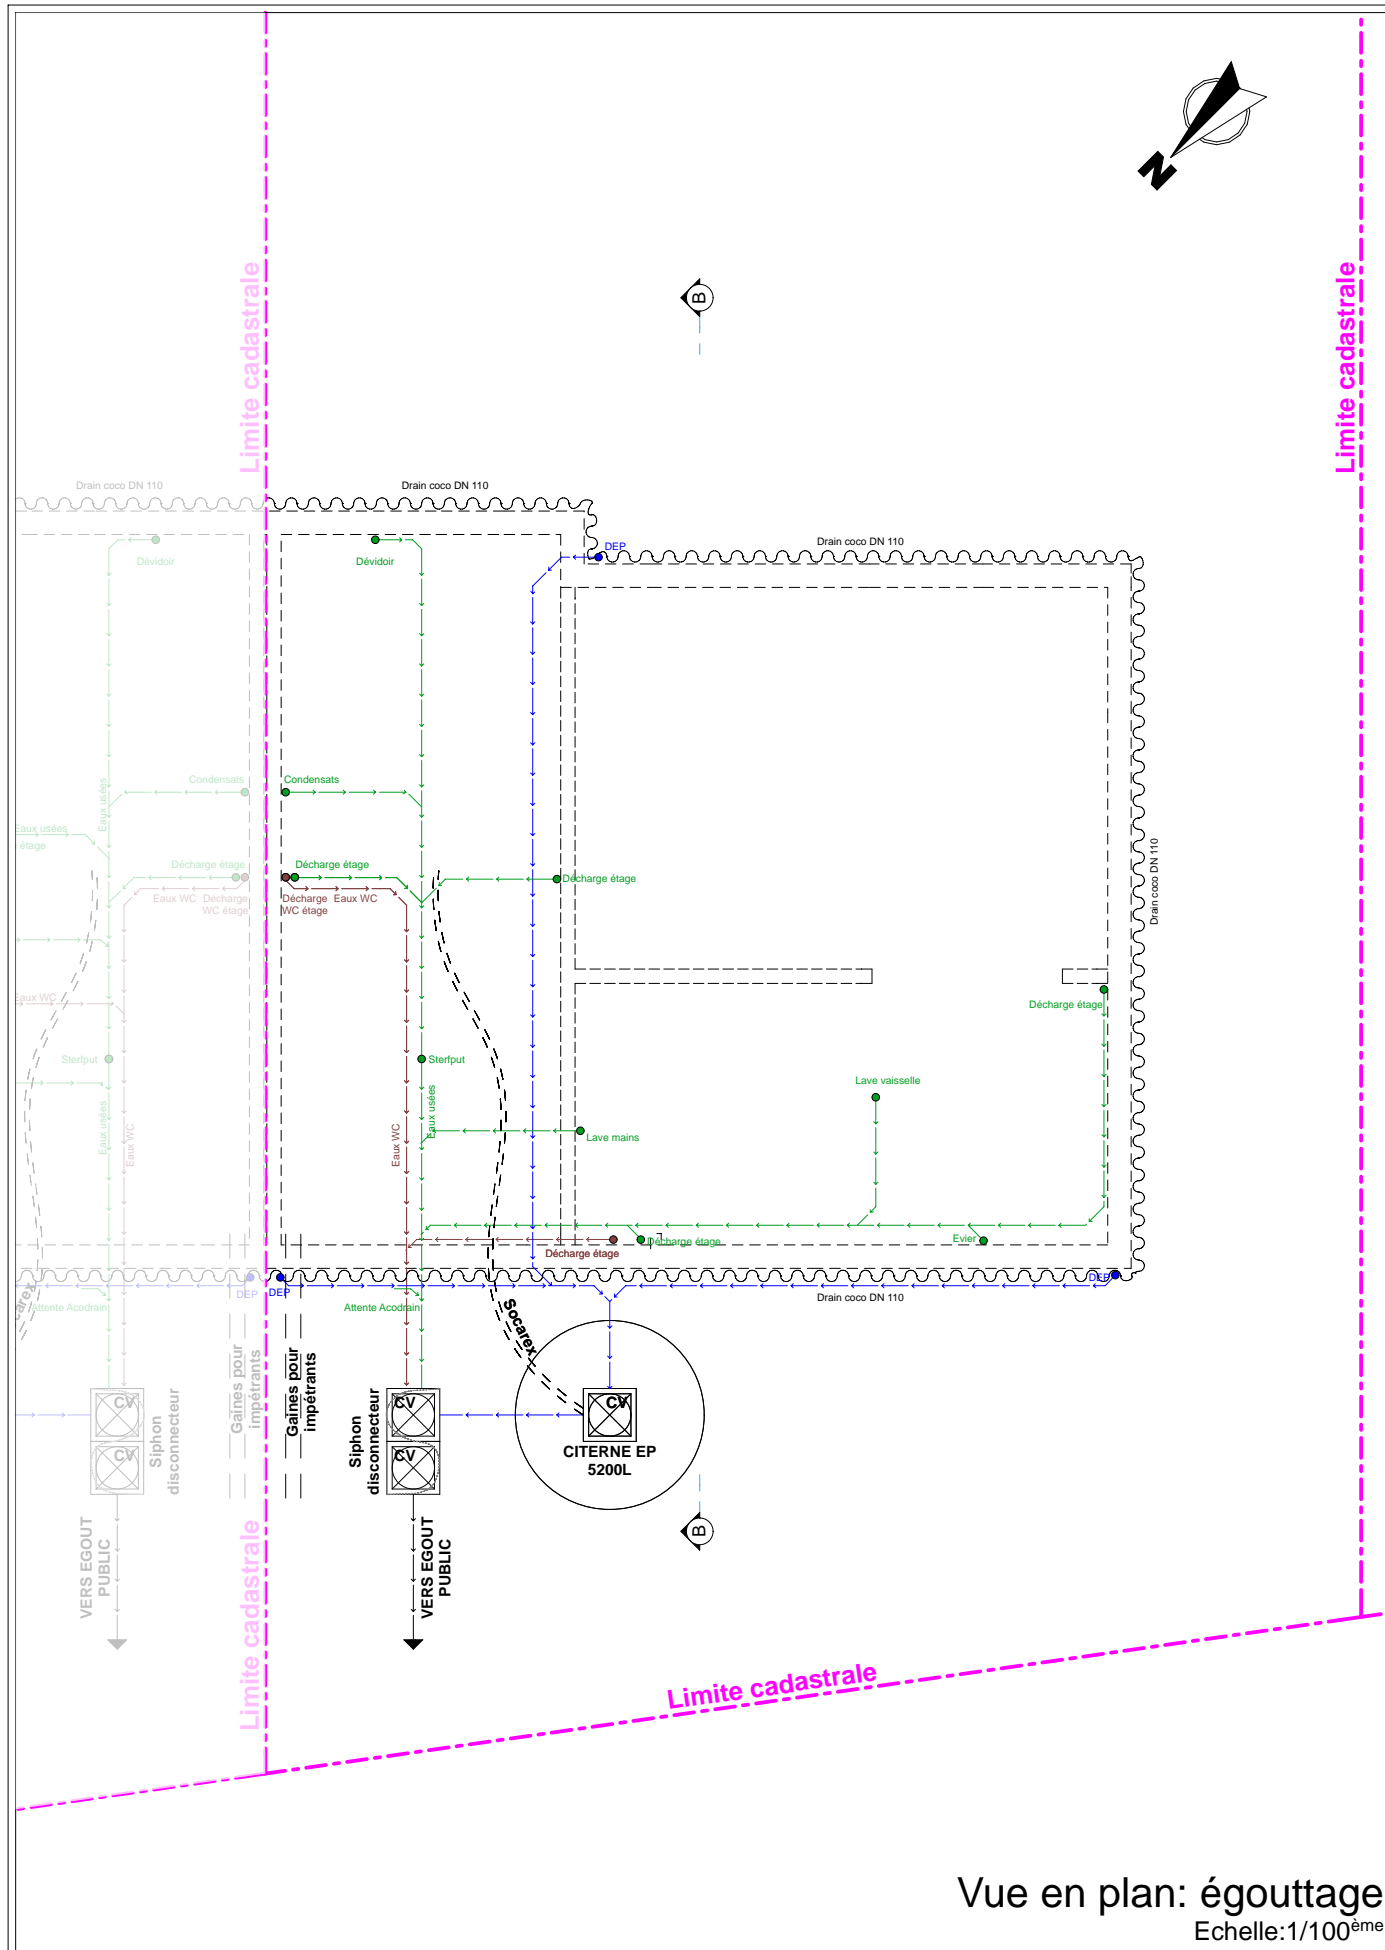 N
Limite cadastrale
Limite cadastrale
B
Drain coco DN 110
Drain coco DN 110
Drain coco DN 110
DEP
Dévidoir
Dévidoir
Condensats
Condensats
Eaux usées
Eaux usées
étage
Décharge étage
Décharge étage
Décharge étage
Eaux WC
Décharge
WC étage
Décharge
WC étage
Eaux WC
Drain coco DN 110
Eaux WC
Décharge étage
Sterfput
Sterfput
Lave vaisselle
Eaux usées
Eaux WC
Eaux WC
Eaux usées
Lave mains
Evier
Décharge étage
Décharge étage
DEP
DEP
DEP
Drain coco DN 110
Attente Acodrain
Attente Acodrain
carex
Socarex
Gaines pour
impétrants
Gaines pour
impétrants
Siphon
disconnecteur
Siphon
disconnecteur
CV
CV
CV
CV
CV
CITERNE EP
5200L
B
VERS EGOUT
PUBLIC
VERS EGOUT
PUBLIC
Limite cadastrale
Limite cadastrale
Vue en plan: égouttage
Echelle:1/100ème